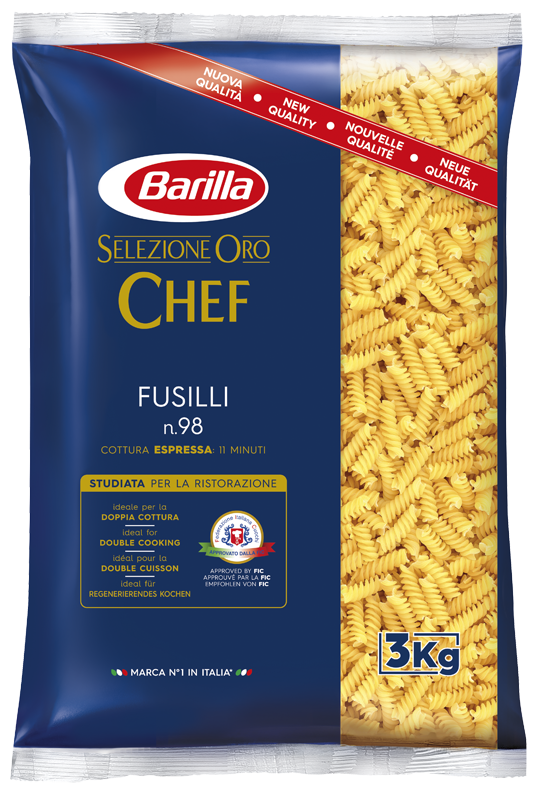 NUOVA
QUALITÀ
NEW
QUALITY
NOUVELLE
QUALITÉ
NEUE
QUALITÄT
Barilla
SELEZIONE ORO
CHEF
FUSILLI
n.98
COTTURA ESPRESSA: 11 MINUTI
STUDIATA PER LA RISTORAZIONE
ideale per la
DOPPIA COTTURA
ideal for
DOUBLE COOKING
idéal pour la
DOUBLE CUISSON
ideal für
REGENERIERENDES KOCHEN
Federazione Italiana Cuochi
APPROVATO DALLA
APPROVED BY FIC
APPROUVÉ PAR LA FIC
EMPFOHLEN VON FIC
3Kg
MARCA N°1 IN ITALIA*